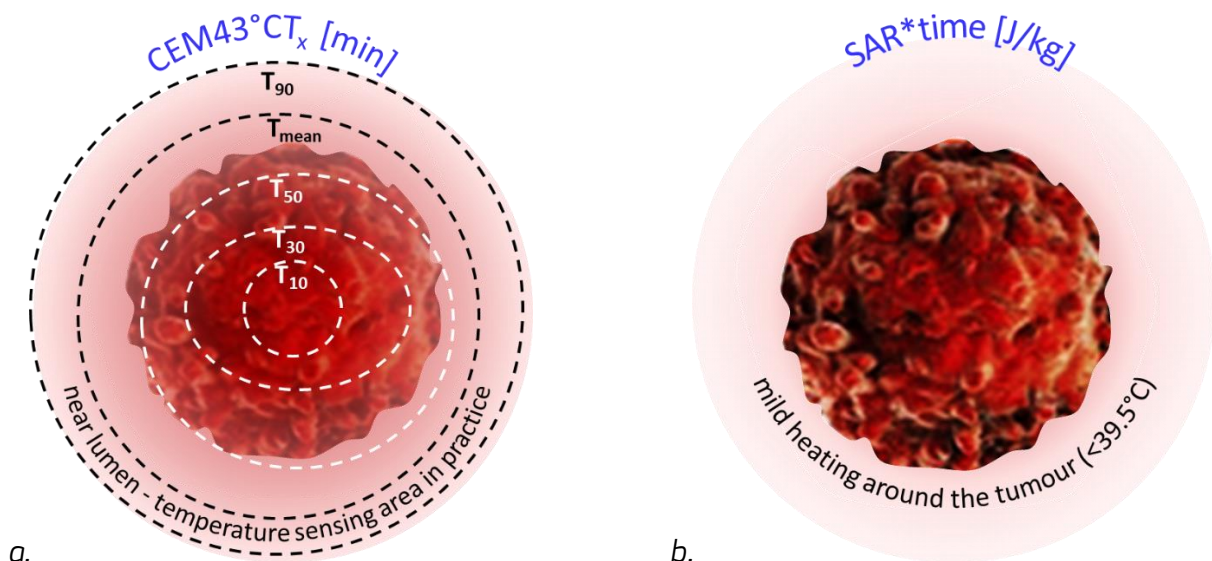 CEM43°CTₓ [min]
T₉₀
Tₘₑₐₙ
T₅₀
T₃₀
T₁₀
near lumen - temperature sensing area in practice
a.
SAR*time [J/kg]
mild heating around the tumour (<39.5°C)
b.